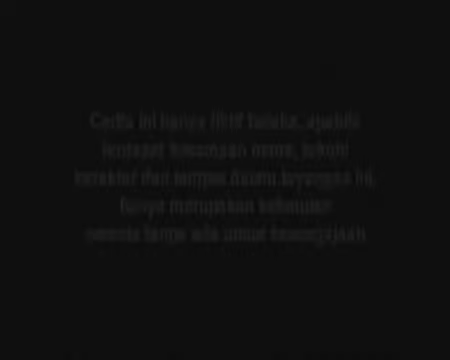 Cerita ini hanya fiktif belaka, apabila
terdapat kesamaan nama, tokoh
karakter dan tempat dalam tayangan ini,
hanya merupakan kebetulan
semata tanpa ada unsur kesengajaan